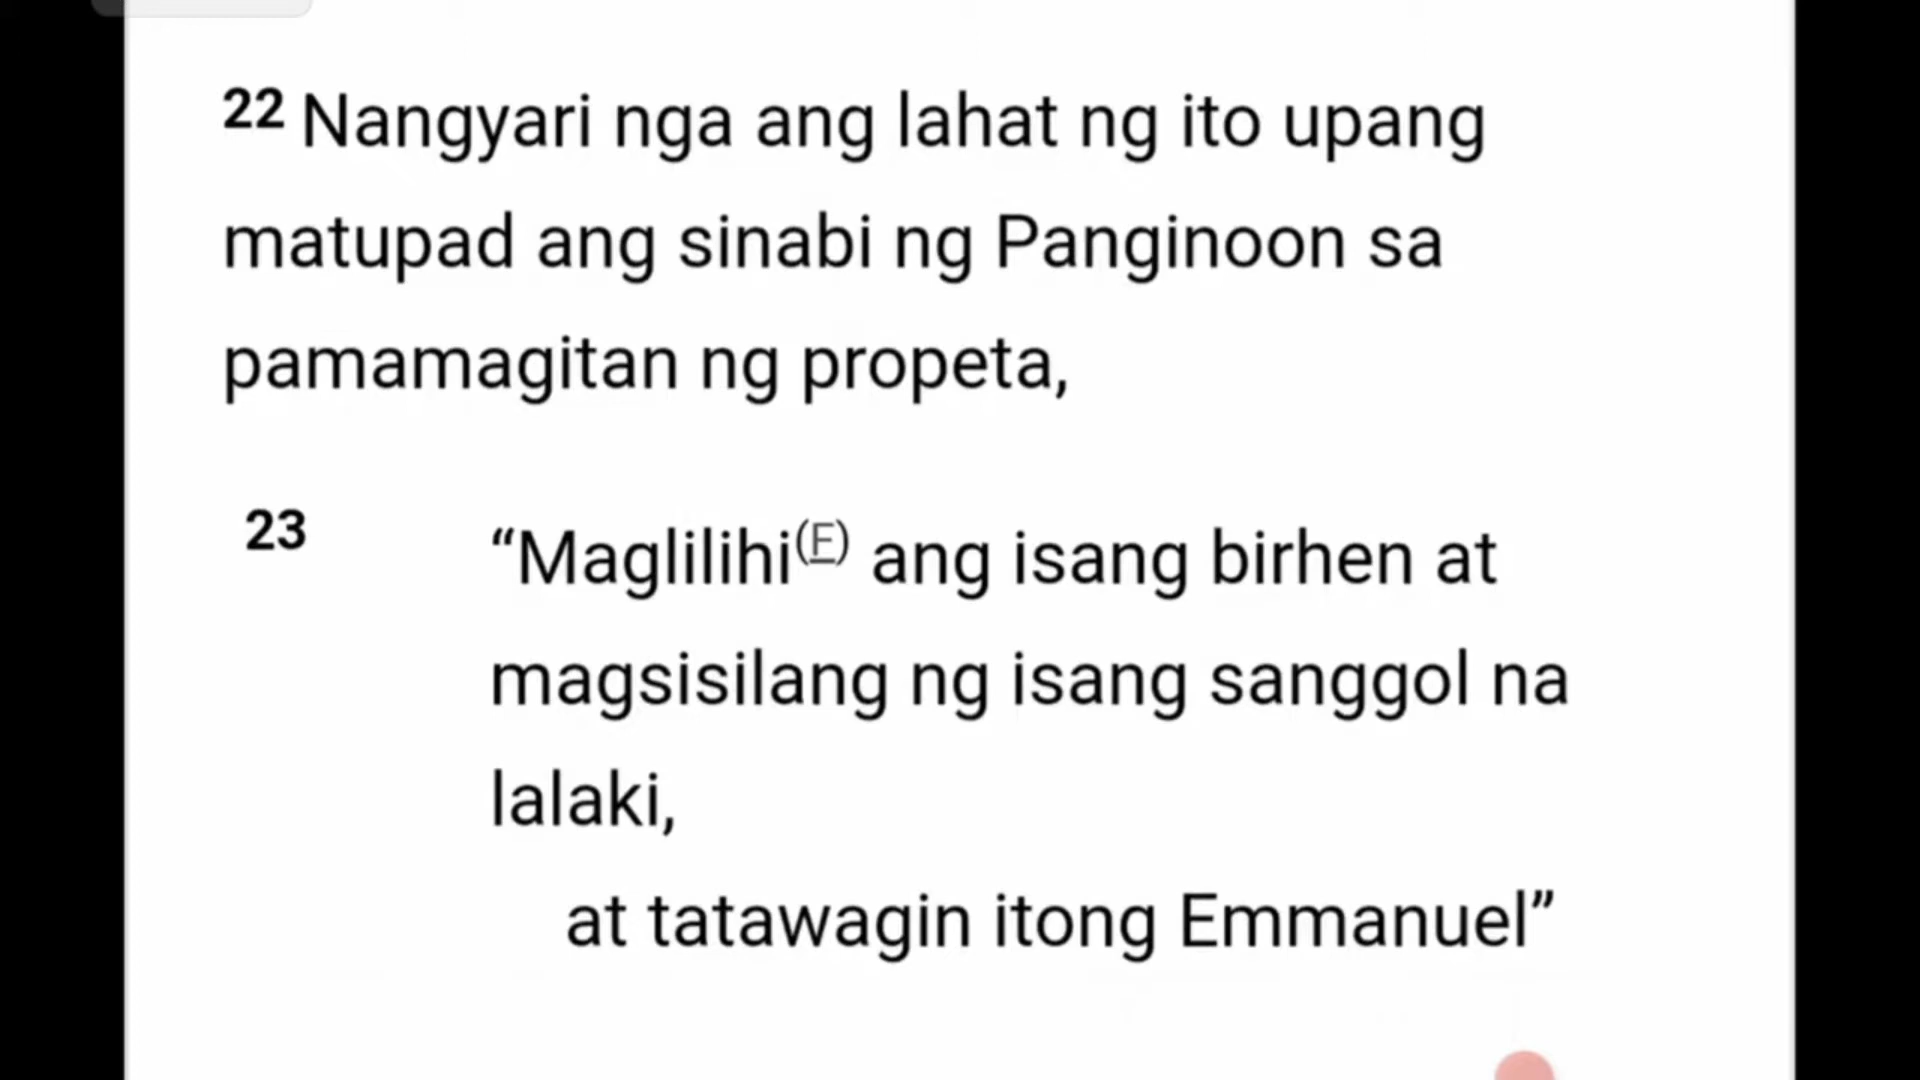 22 Nangyari nga ang lahat ng ito upang
matupad ang sinabi ng Panginoon sa
pamamagitan ng propeta,
23 “Maglilihi(F) ang isang birhen at
magsisilang ng isang sanggol na
lalaki,
at tatawagin itong Emmanuel”